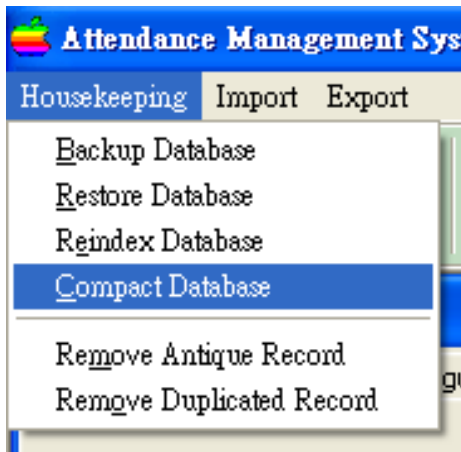 Attendance Management Sys
Housekeeping Import Export
Backup Database
Restore Database
Reindex Database
Compact Database
Remove Antique Record
Remove Duplicated Record